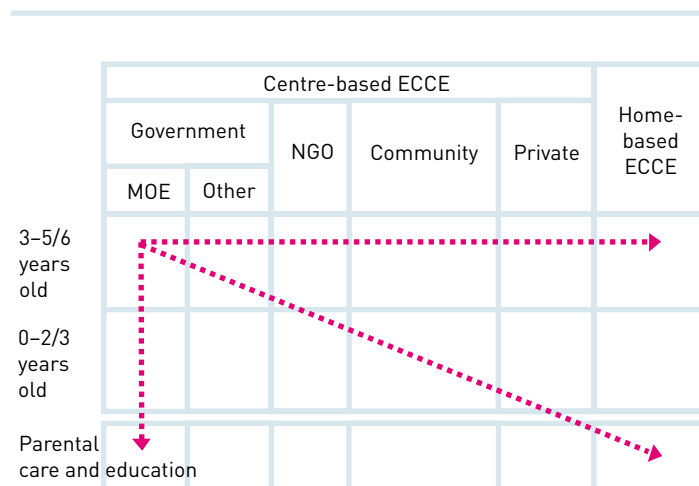 Centre-based ECCE
Government
NGO
Community
Private
Home-
based
ECCE
MOE
Other
3–5/6
years
old
0–2/3
years
old
Parental
care and education